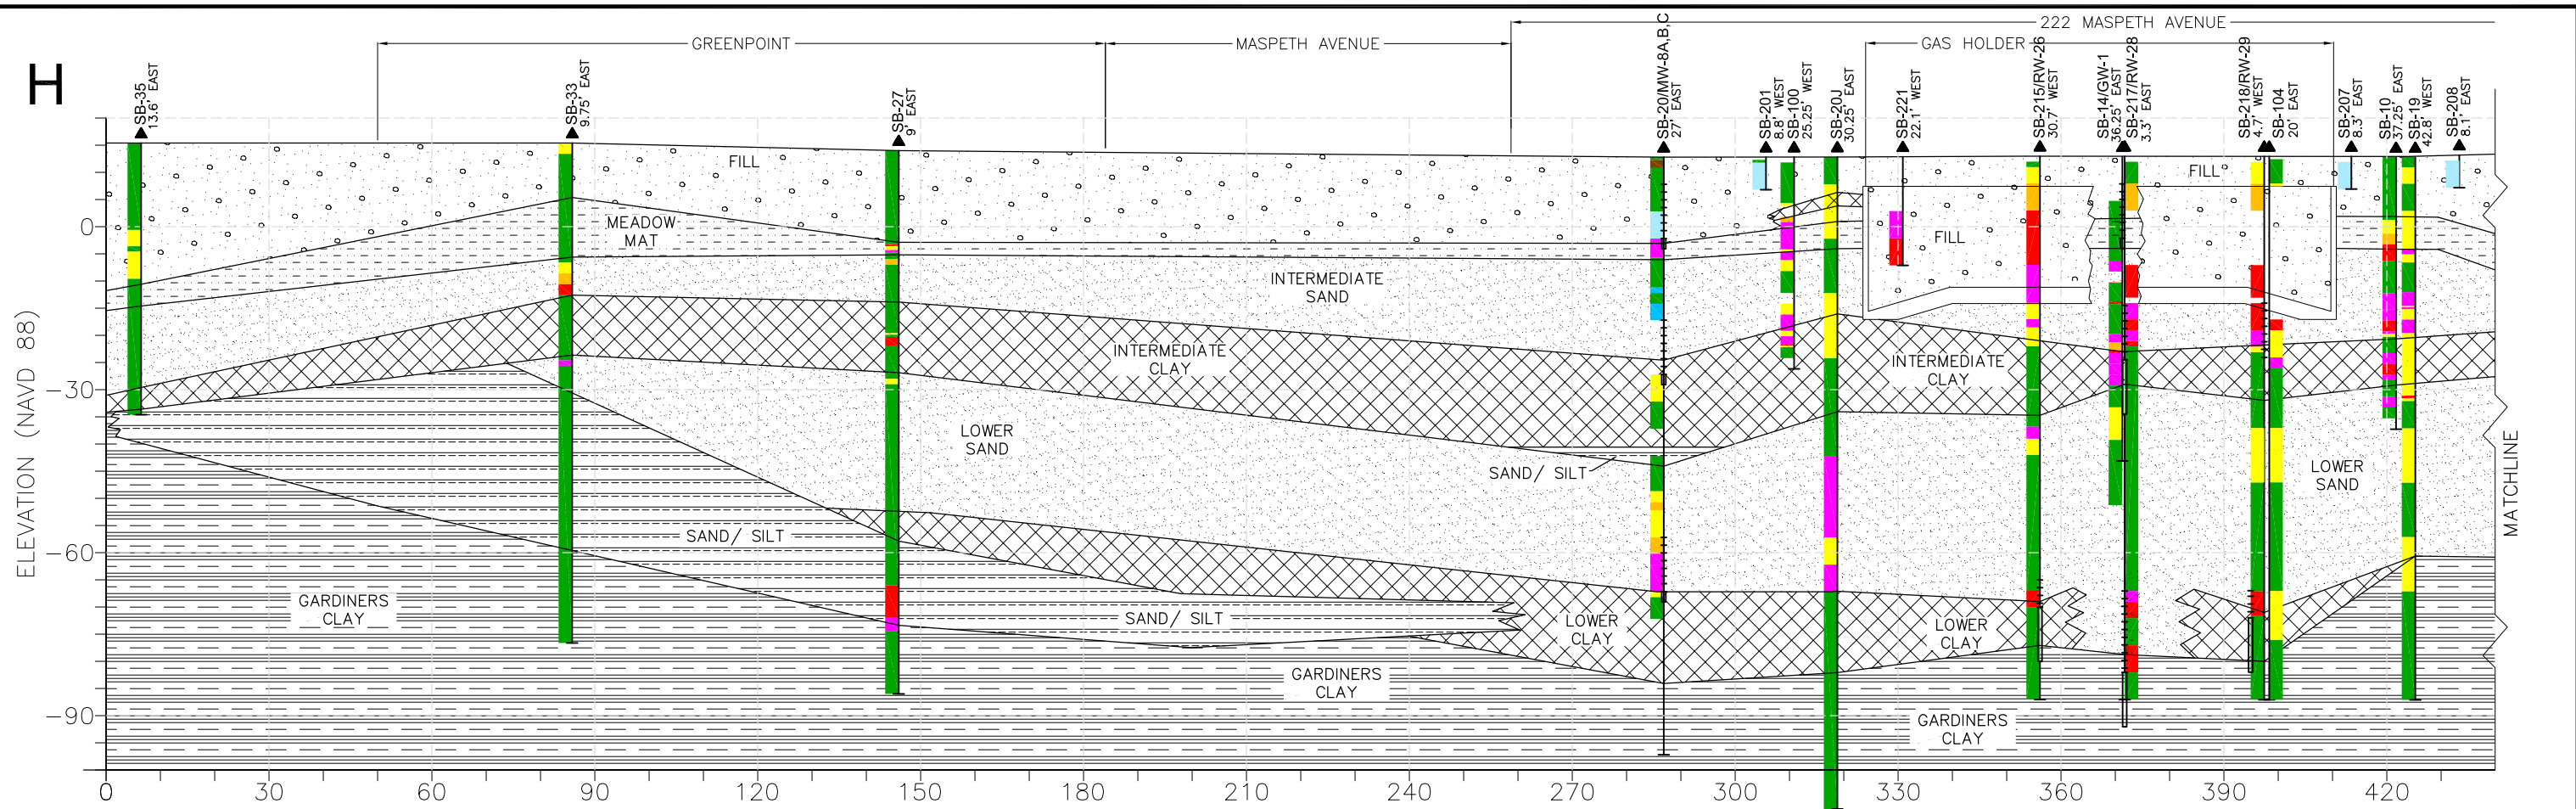 222 MASPETH AVENUE
GREENPOINT
MASPETH AVENUE
GAS HOLDER
H
SB-35
13.6' EAST
SB-33
9.75' EAST
SB-27
9' EAST
SB-20/MW-8A,B,C
27' EAST
SB-201
8.8' WEST
SB-100
25.25' WEST
SB-20J
30.25' EAST
SB-221
22.1' WEST
SB-215/RW-26
30.7' WEST
SB-14/GW-1
36.25' EAST
SB-217/RW-28
3.3' EAST
SB-218/RW-29
4.7' WEST
SB-104
20' EAST
SB-207
8.3' EAST
SB-10
37.25' EAST
SB-19
42.8' WEST
SB-208
8.1' EAST
FILL
FILL
MEADOW
MAT
FILL
INTERMEDIATE
SAND
INTERMEDIATE
CLAY
INTERMEDIATE
CLAY
LOWER
SAND
SAND/ SILT
LOWER
SAND
SAND/ SILT
GARDINERS
CLAY
SAND/ SILT
LOWER
CLAY
LOWER
CLAY
GARDINERS
CLAY
GARDINERS
CLAY
MATCHLINE
ELEVATION (NAVD 88)
0
-30
-60
-90
0 30 60 90 120 150 180 210 240 270 300 330 360 390 420